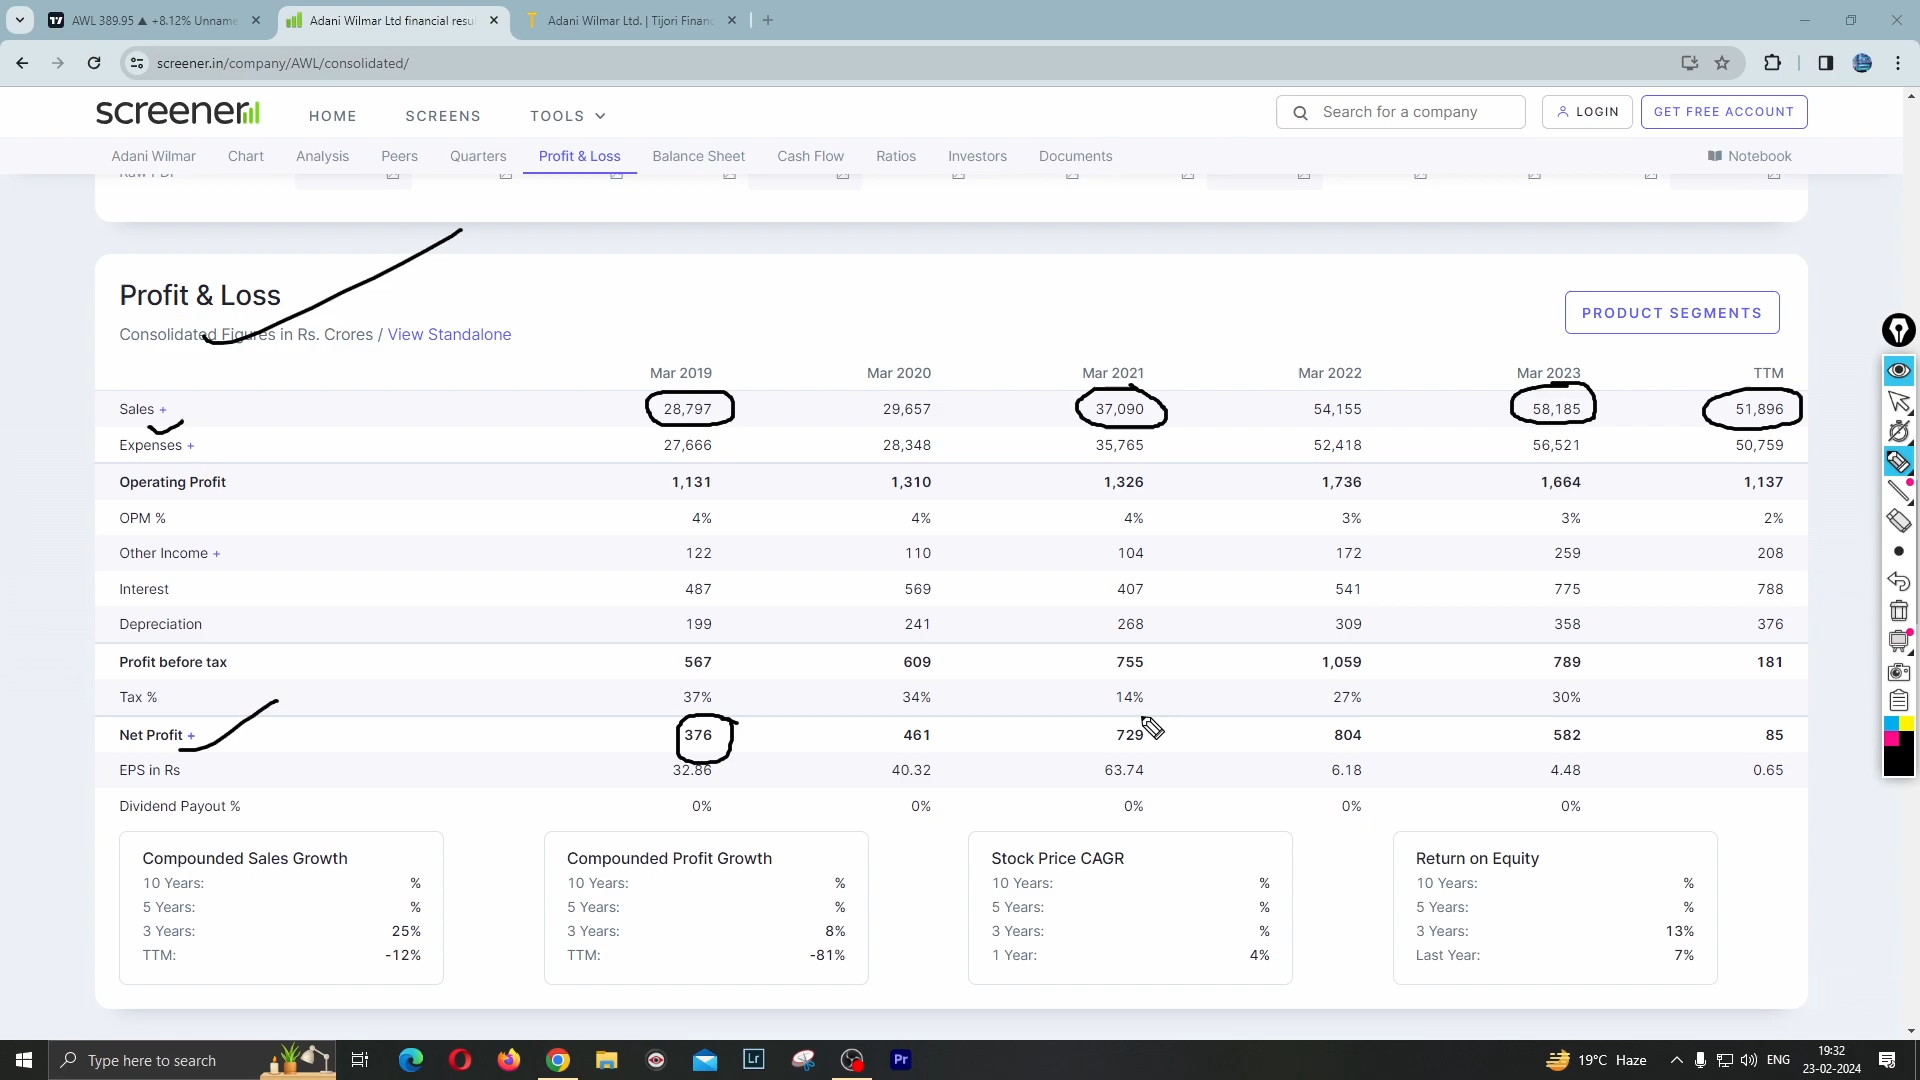 AWL 389.95 ▲ +8.12% Unname
Adani Wilmar Ltd financial resu
Adani Wilmar Ltd. | Tijori Financ
screener.in/company/AWL/consolidated/
screener
HOME SCREENS TOOLS
Search for a company
LOGIN
GET FREE ACCOUNT
Adani Wilmar Chart Analysis Peers Quarters Profit & Loss Balance Sheet Cash Flow Ratios Investors Documents Notebook
Raw PDF
Profit & Loss
Consolidated Figures in Rs. Crores / View Standalone
PRODUCT SEGMENTS
Mar 2019 Mar 2020 Mar 2021 Mar 2022 Mar 2023 TTM
Sales + 28,797 29,657 37,090 54,155 58,185 51,896
Expenses + 27,666 28,348 35,765 52,418 56,521 50,759
Operating Profit 1,131 1,310 1,326 1,736 1,664 1,137
OPM % 4% 4% 4% 3% 3% 2%
Other Income + 122 110 104 172 259 208
Interest 487 569 407 541 775 788
Depreciation 199 241 268 309 358 376
Profit before tax 567 609 755 1,059 789 181
Tax % 37% 34% 14% 27% 30%
Net Profit + 376 461 729 804 582 85
EPS in Rs 32.86 40.32 63.74 6.18 4.48 0.65
Dividend Payout % 0% 0% 0% 0% 0%
Compounded Sales Growth
10 Years: %
5 Years: %
3 Years: 25%
TTM: -12%
Compounded Profit Growth
10 Years: %
5 Years: %
3 Years: 8%
TTM: -81%
Stock Price CAGR
10 Years: %
5 Years: %
3 Years: %
1 Year: 4%
Return on Equity
10 Years: %
5 Years: %
3 Years: 13%
Last Year: 7%
Type here to search
Lr
Pr
19°C Haze
ENG
19:32
23-02-2024